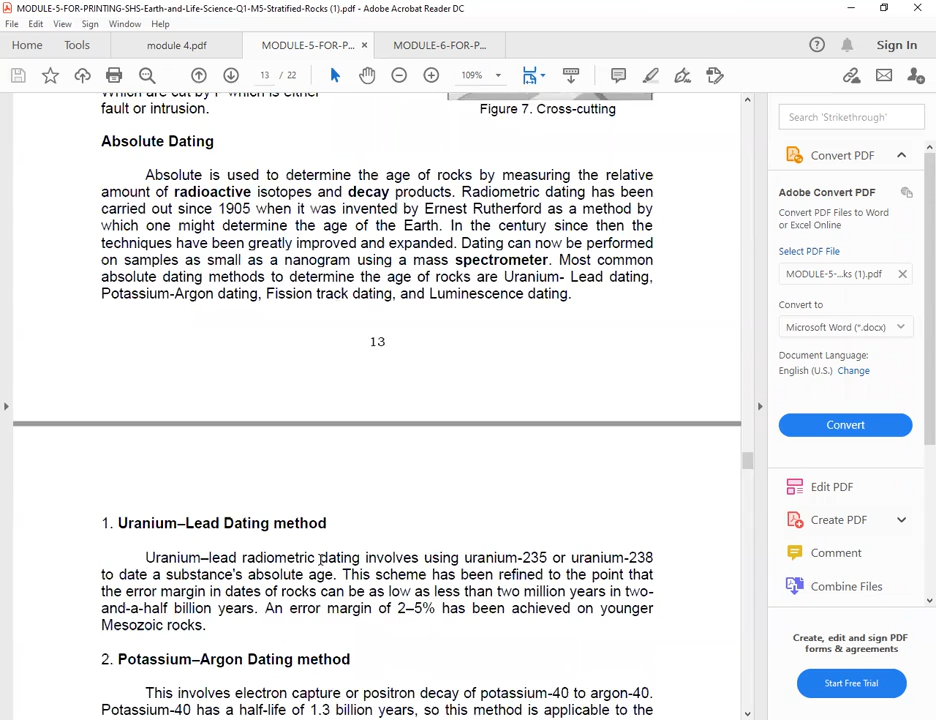 MODULE-5-FOR-PRINTING-SHS-Earth-and-Life-Science-Q1-M5-Stratified-Rocks (1).pdf - Adobe Acrobat Reader DC
File Edit View Sign Window Help
Home Tools module 4.pdf MODULE-5-FOR-P... × MODULE-6-FOR-P... Sign In
13 / 22 109%
fault or intrusion.
Figure 7. Cross-cutting
Absolute Dating
Absolute is used to determine the age of rocks by measuring the relative
amount of radioactive isotopes and decay products. Radiometric dating has been
carried out since 1905 when it was invented by Ernest Rutherford as a method by
which one might determine the age of the Earth. In the century since then the
techniques have been greatly improved and expanded. Dating can now be performed
on samples as small as a nanogram using a mass spectrometer. Most common
absolute dating methods to determine the age of rocks are Uranium- Lead dating,
Potassium-Argon dating, Fission track dating, and Luminescence dating.
13
1. Uranium–Lead Dating method
Uranium–lead radiometric dating involves using uranium-235 or uranium-238
to date a substance's absolute age. This scheme has been refined to the point that
the error margin in dates of rocks can be as low as less than two million years in two-
and-a-half billion years. An error margin of 2–5% has been achieved on younger
Mesozoic rocks.
2. Potassium–Argon Dating method
This involves electron capture or positron decay of potassium-40 to argon-40.
Potassium-40 has a half-life of 1.3 billion years, so this method is applicable to the
Search 'Strikethrough'
Convert PDF
Adobe Convert PDF
Convert PDF Files to Word
or Excel Online
Select PDF File
MODULE-5-...ks (1).pdf
Convert to
Microsoft Word (*.docx)
Document Language:
English (U.S.) Change
Convert
Edit PDF
Create PDF
Comment
Combine Files
Create, edit and sign PDF
forms & agreements
Start Free Trial